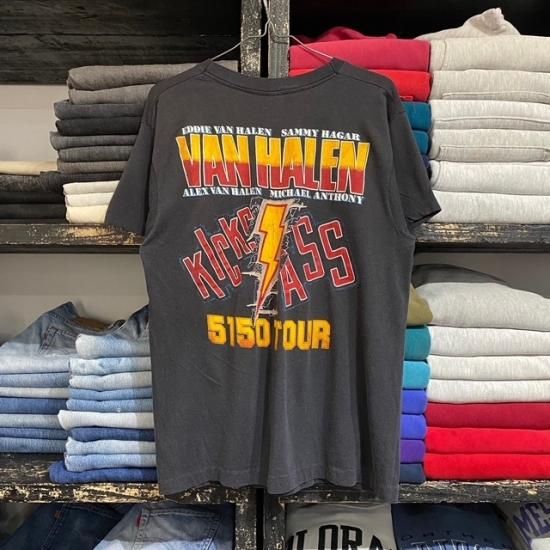 EDDIE VAN HALEN SAMMY HAGAR
VAN HALEN
ALEX VAN HALEN MICHAEL ANTHONY
KICKS ASS
5150 TOUR